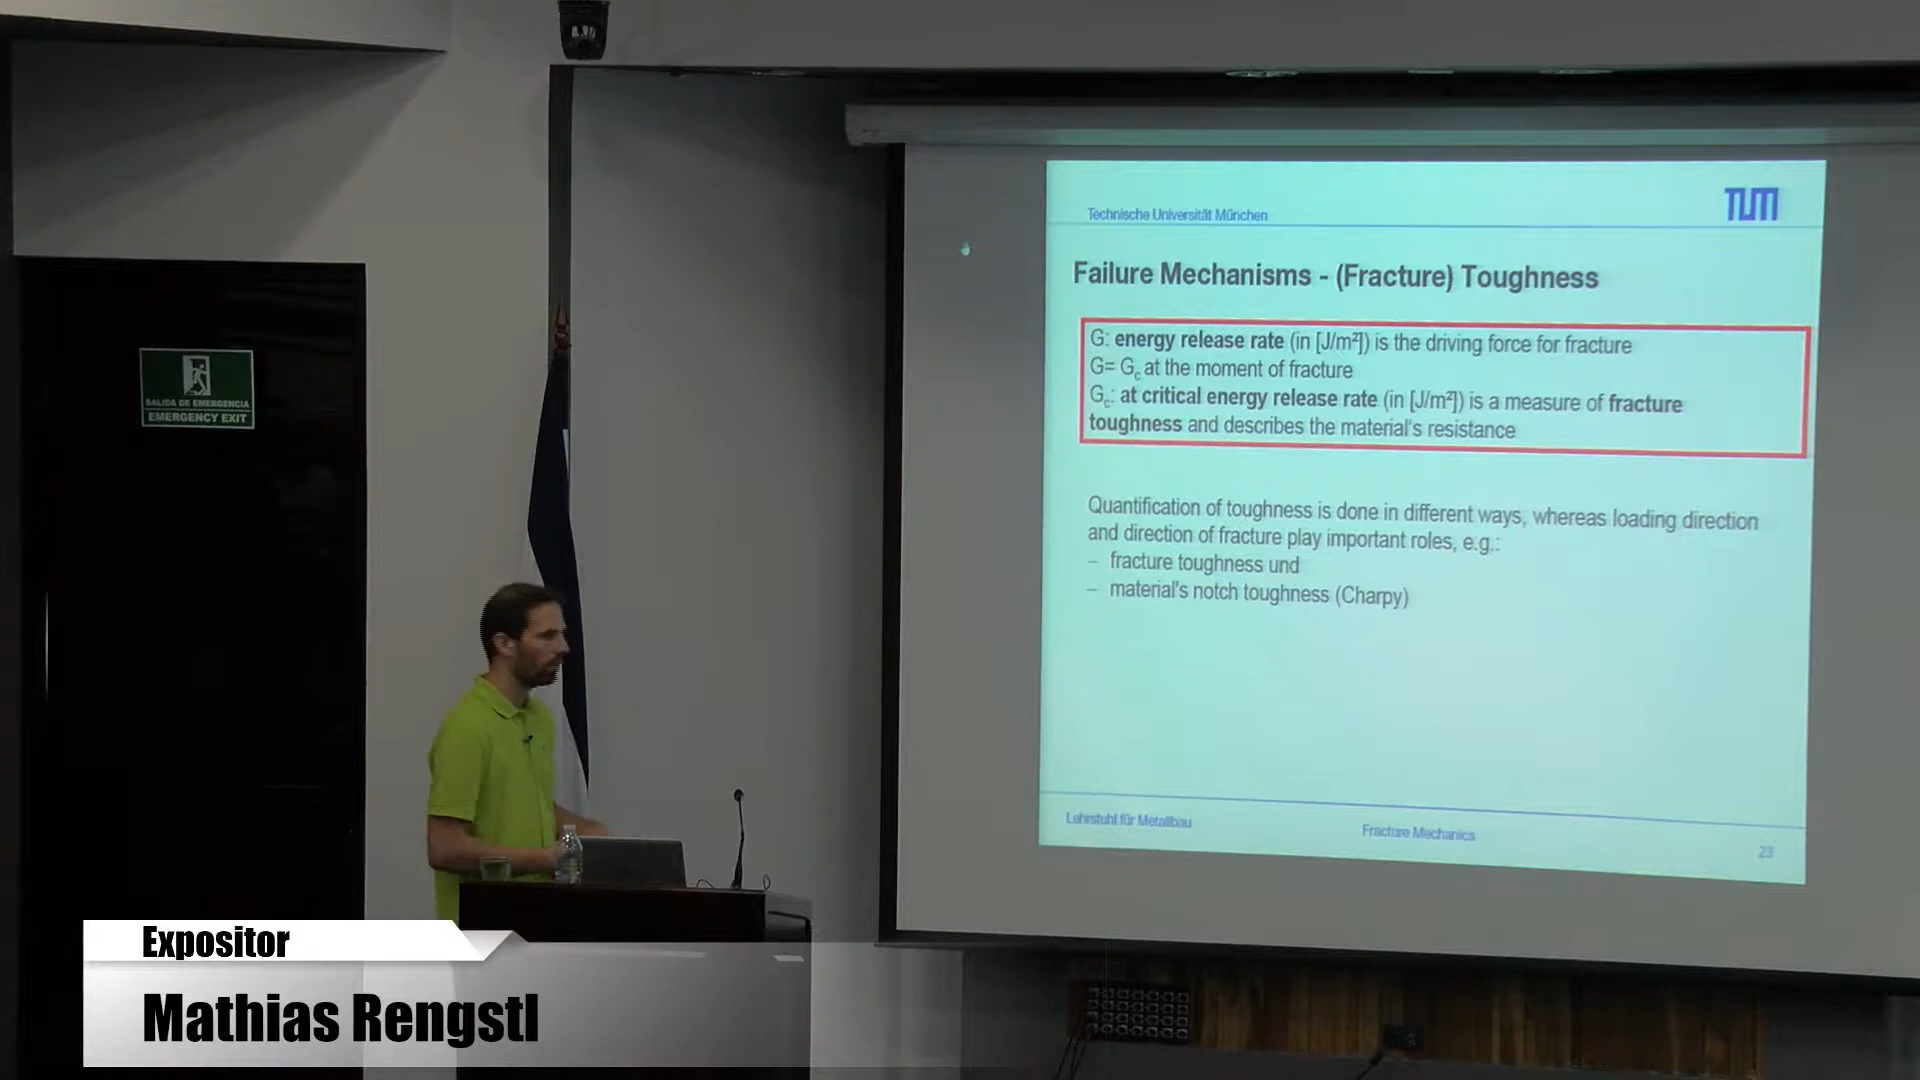 SALIDA DE EMERGENCIA
EMERGENCY EXIT
Technische Universität München
TUM
Failure Mechanisms - (Fracture) Toughness
G: energy release rate (in [J/m²]) is the driving force for fracture
G= Gc at the moment of fracture
Gc: at critical energy release rate (in [J/m²]) is a measure of fracture
toughness and describes the material's resistance
Quantification of toughness is done in different ways, whereas loading direction
and direction of fracture play important roles, e.g.:
– fracture toughness und
– material's notch toughness (Charpy)
Lehrstuhl für Metallbau
Fracture Mechanics
23
Expositor
Mathias Rengstl